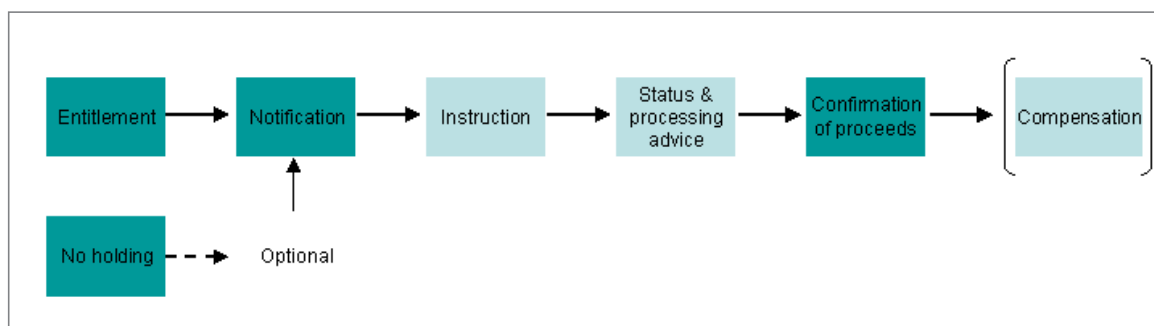 Entitlement
Notification
Instruction
Status &
processing
advice
Confirmation
of proceeds
Compensation
No holding
Optional